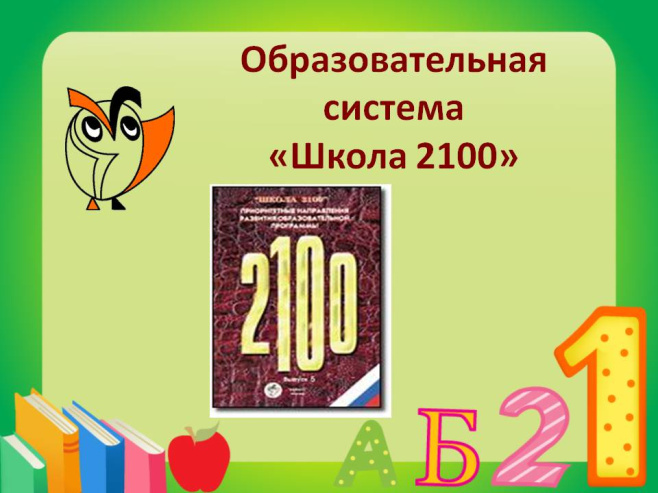 Образовательная
система
«Школа 2100»
"ШКОЛА 2100"
ПРИОРИТЕТНЫЕ НАПРАВЛЕНИЯ
РАЗВИТИЯ ОБРАЗОВАТЕЛЬНОЙ
ПРОГРАММЫ
2100
Выпуск 5
А Б 2 1